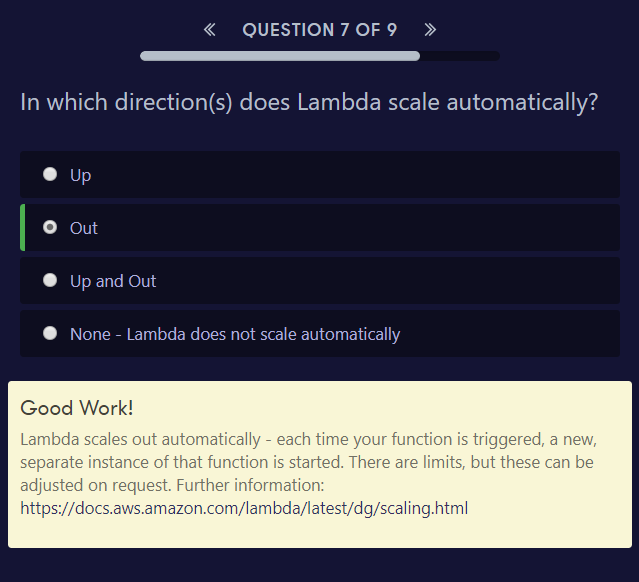 QUESTION 7 OF 9
In which direction(s) does Lambda scale automatically?
Up
Out
Up and Out
None - Lambda does not scale automatically
Good Work!
Lambda scales out automatically - each time your function is triggered, a new,
separate instance of that function is started. There are limits, but these can be
adjusted on request. Further information:
https://docs.aws.amazon.com/lambda/latest/dg/scaling.html